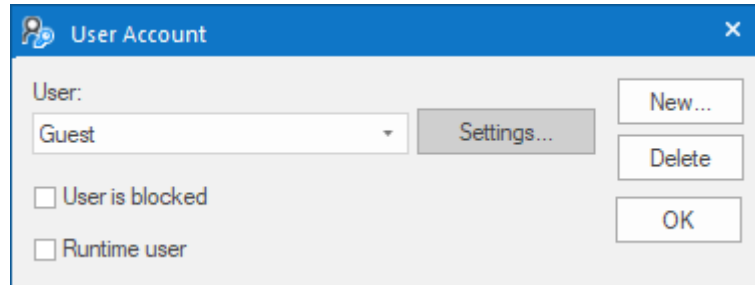 User Account
User:
New...
Guest
Settings...
Delete
User is blocked
OK
Runtime user